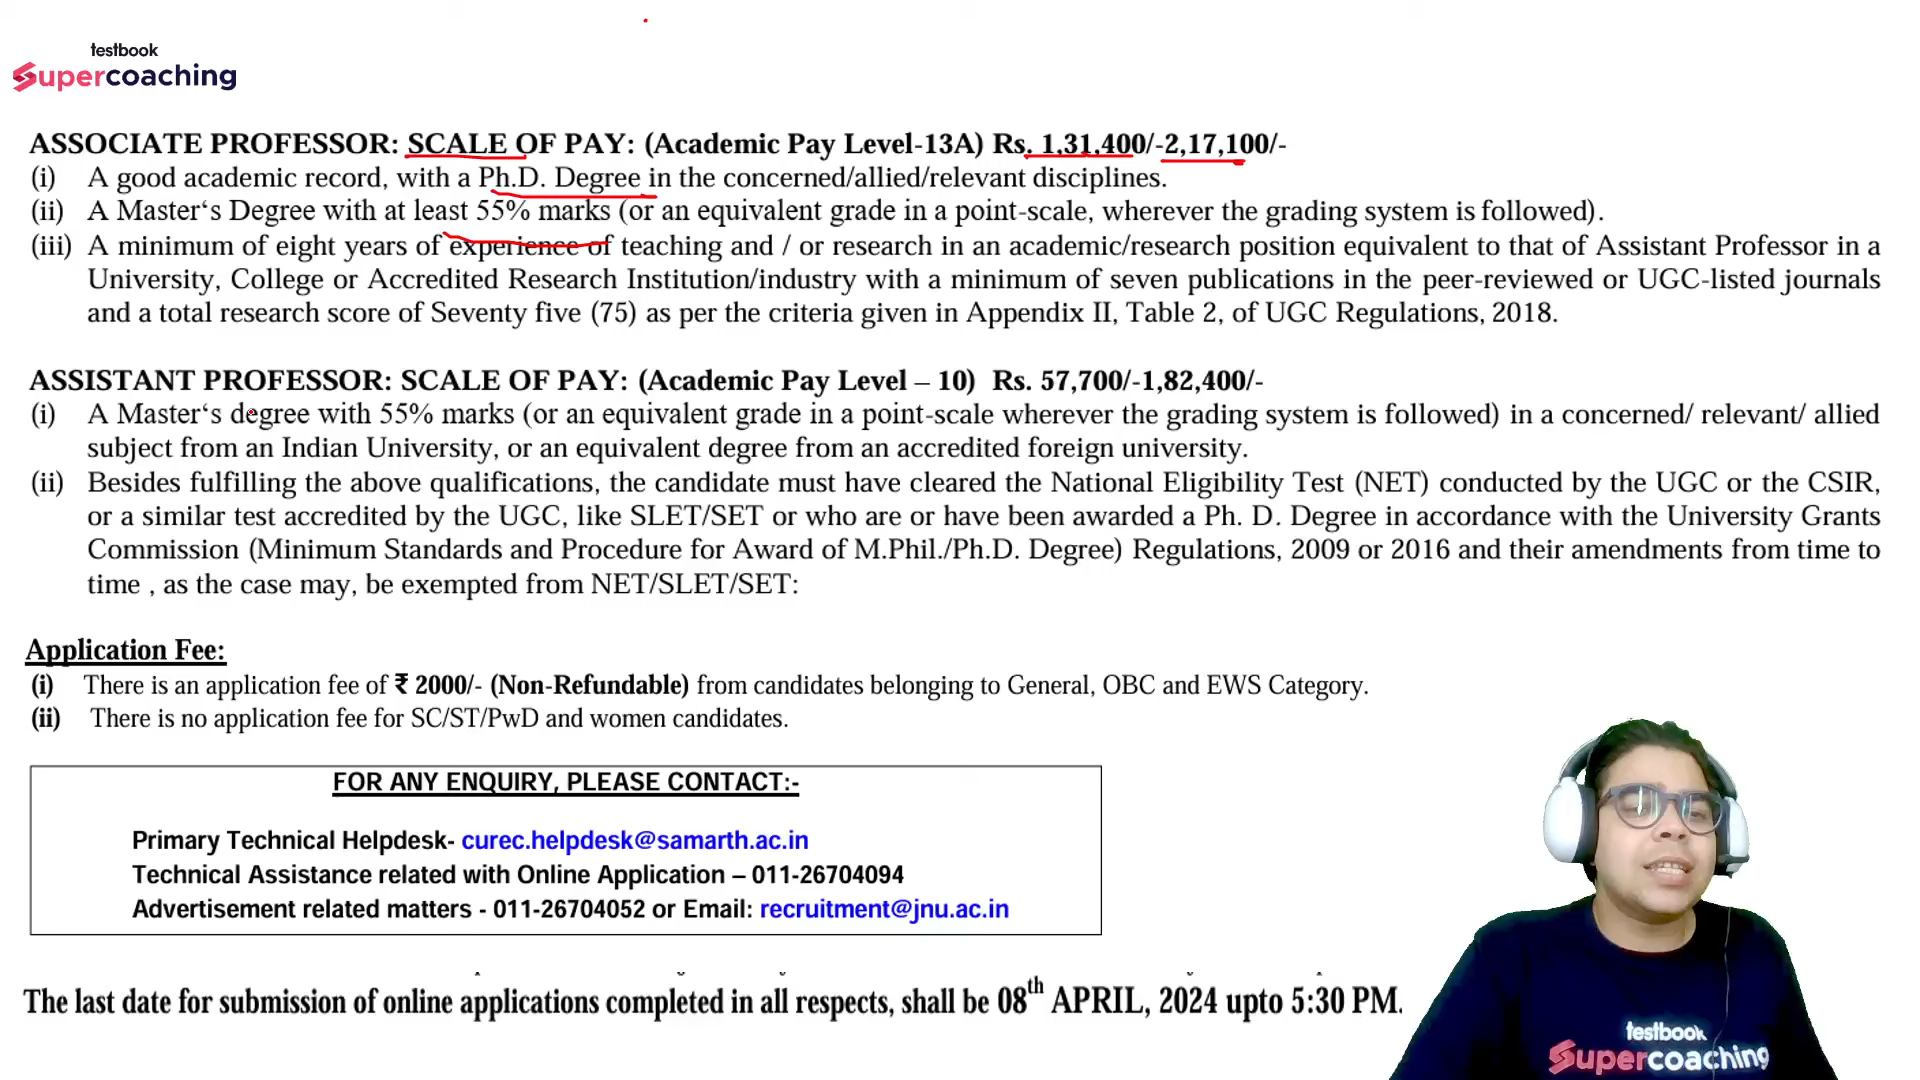 testbook
Supercoaching
ASSOCIATE PROFESSOR: SCALE OF PAY: (Academic Pay Level-13A) Rs. 1,31,400/-2,17,100/-
(i) A good academic record, with a Ph.D. Degree in the concerned/allied/relevant disciplines.
(ii) A Master‘s Degree with at least 55% marks (or an equivalent grade in a point-scale, wherever the grading system is followed).
(iii) A minimum of eight years of experience of teaching and / or research in an academic/research position equivalent to that of Assistant Professor in a
University, College or Accredited Research Institution/industry with a minimum of seven publications in the peer-reviewed or UGC-listed journals
and a total research score of Seventy five (75) as per the criteria given in Appendix II, Table 2, of UGC Regulations, 2018.
ASSISTANT PROFESSOR: SCALE OF PAY: (Academic Pay Level – 10) Rs. 57,700/-1,82,400/-
(i) A Master‘s degree with 55% marks (or an equivalent grade in a point-scale wherever the grading system is followed) in a concerned/ relevant/ allied
subject from an Indian University, or an equivalent degree from an accredited foreign university.
(ii) Besides fulfilling the above qualifications, the candidate must have cleared the National Eligibility Test (NET) conducted by the UGC or the CSIR,
or a similar test accredited by the UGC, like SLET/SET or who are or have been awarded a Ph. D. Degree in accordance with the University Grants
Commission (Minimum Standards and Procedure for Award of M.Phil./Ph.D. Degree) Regulations, 2009 or 2016 and their amendments from time to
time , as the case may, be exempted from NET/SLET/SET:
Application Fee:
(i) There is an application fee of ₹ 2000/- (Non-Refundable) from candidates belonging to General, OBC and EWS Category.
(ii) There is no application fee for SC/ST/PwD and women candidates.
FOR ANY ENQUIRY, PLEASE CONTACT:-
Primary Technical Helpdesk- curec.helpdesk@samarth.ac.in
Technical Assistance related with Online Application – 011-26704094
Advertisement related matters - 011-26704052 or Email: recruitment@jnu.ac.in
The last date for submission of online applications completed in all respects, shall be 08th APRIL, 2024 upto 5:30 PM.
testbook
Supercoaching